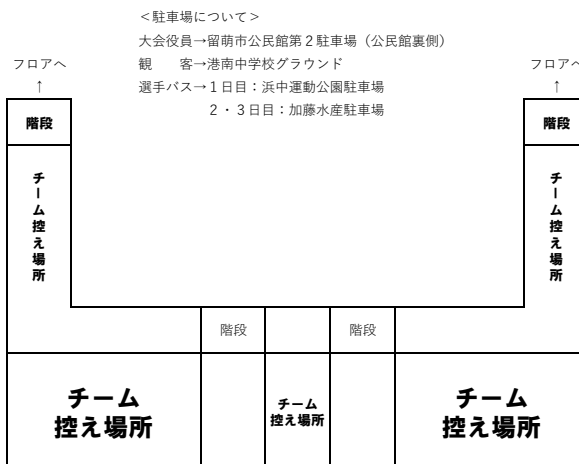 ＜駐車場について＞
大会役員→留萌市公民館第２駐車場（公民館裏側）
観　　客→港南中学校グラウンド
選手バス→１日目：浜中運動公園駐車場
２・３日目：加藤水産駐車場
フロアへ
↑
フロアへ
↑
階段
階段
チーム控え場所
チーム控え場所
階段
階段
チーム
控え場所
チーム
控え場所
チーム
控え場所